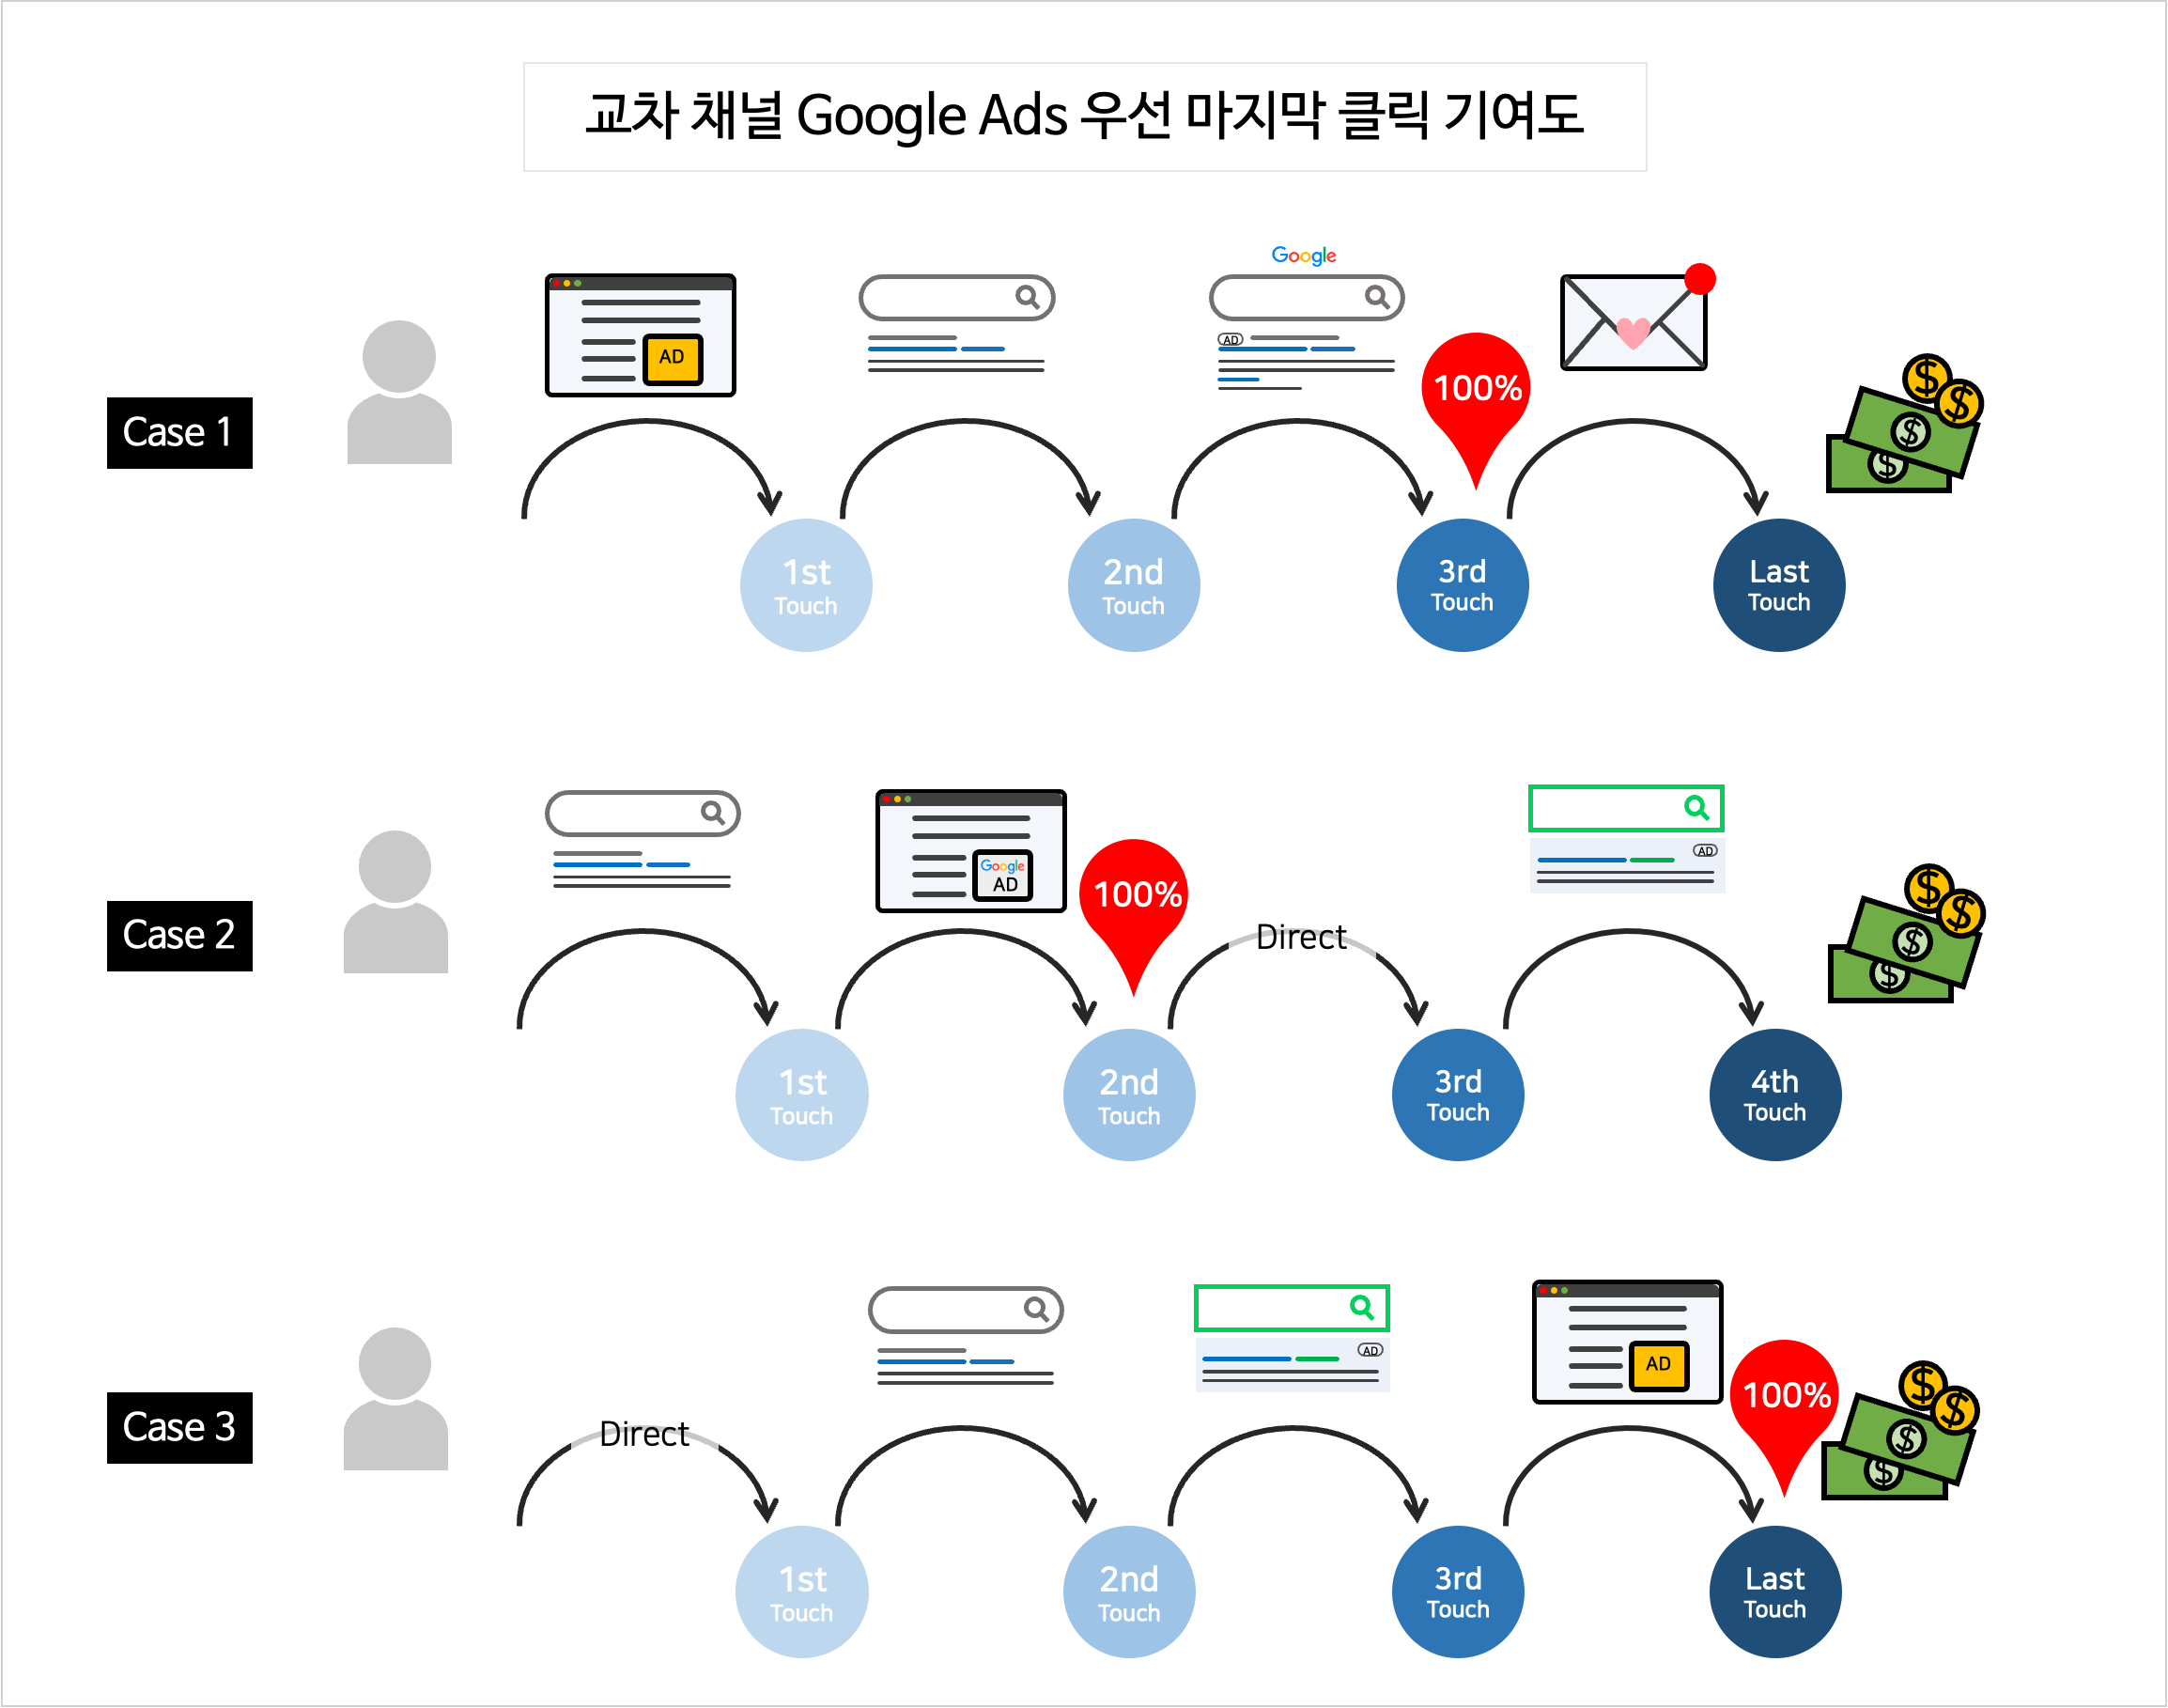 교차 채널 Google Ads 우선 마지막 클릭 기여도
Google
AD
AD
100%
Case 1
$
$
$
$
1st
Touch
2nd
Touch
3rd
Touch
Last
Touch
Google
AD
AD
100%
Case 2
Direct
$
$
$
$
1st
Touch
2nd
Touch
3rd
Touch
4th
Touch
AD
AD
100%
Case 3
Direct
$
$
$
$
1st
Touch
2nd
Touch
3rd
Touch
Last
Touch